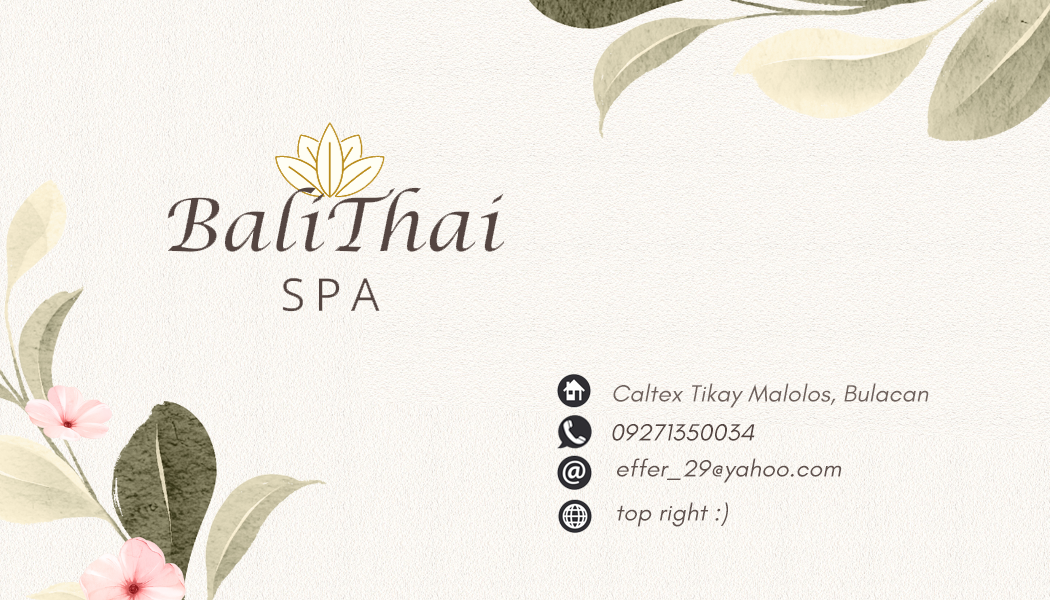 BaliThai
SPA
Caltex Tikay Malolos, Bulacan
09271350034
effer_29@yahoo.com
top right :)